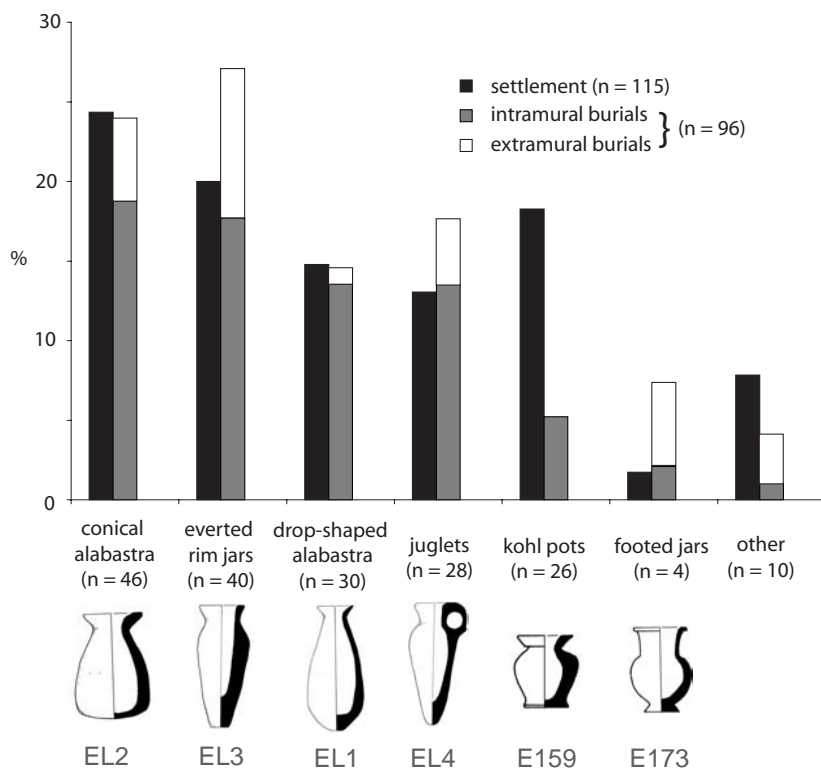 30
20
%
10
0
settlement (n = 115)
intramural burials
extramural burials
} (n = 96)
conical
alabastra
(n = 46)
everted
rim jars
(n = 40)
drop-shaped
alabastra
(n = 30)
juglets
(n = 28)
kohl pots
(n = 26)
footed jars
(n = 4)
other
(n = 10)
EL2 EL3 EL1 EL4 E159 E173